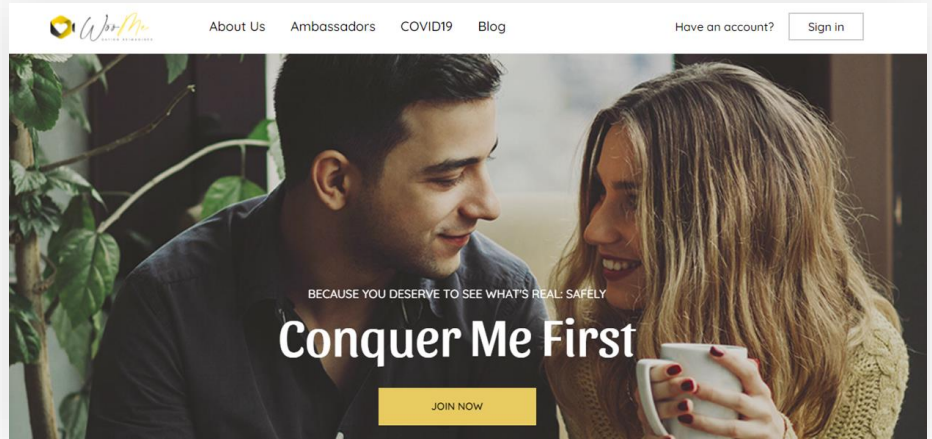 WooMe
About Us Ambassadors COVID19 Blog Have an account? Sign in
BECAUSE YOU DESERVE TO SEE WHAT'S REAL: SAFELY
Conquer Me First
JOIN NOW